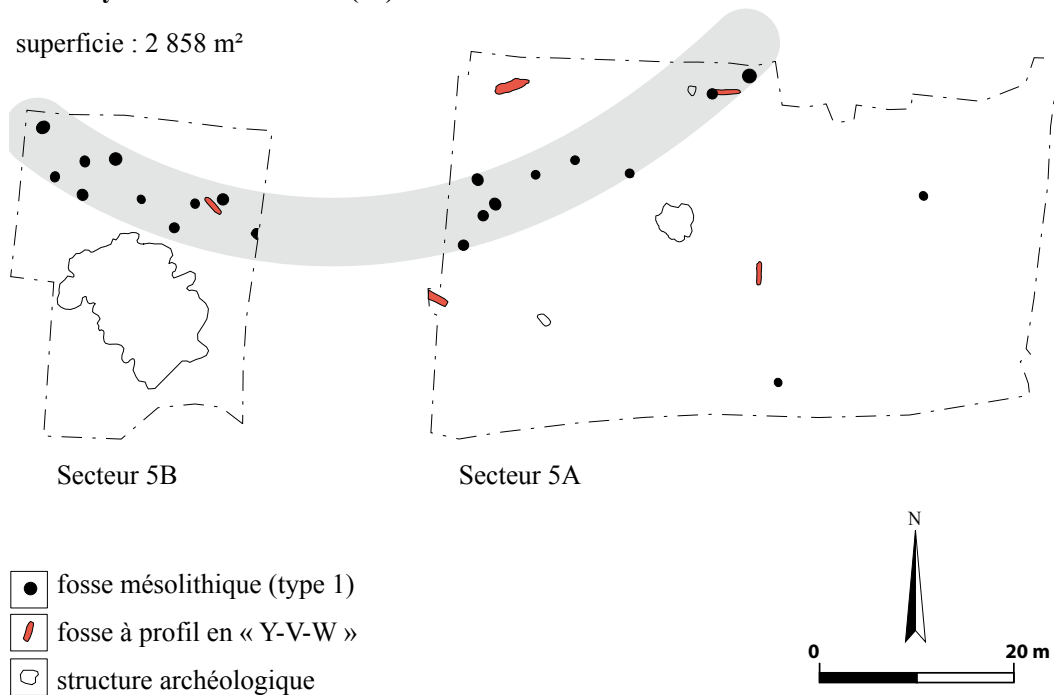 superficie : 2 858 m²
Secteur 5B
Secteur 5A
fosse mésolithique (type 1)
fosse à profil en « Y-V-W »
structure archéologique
N
0
20 m